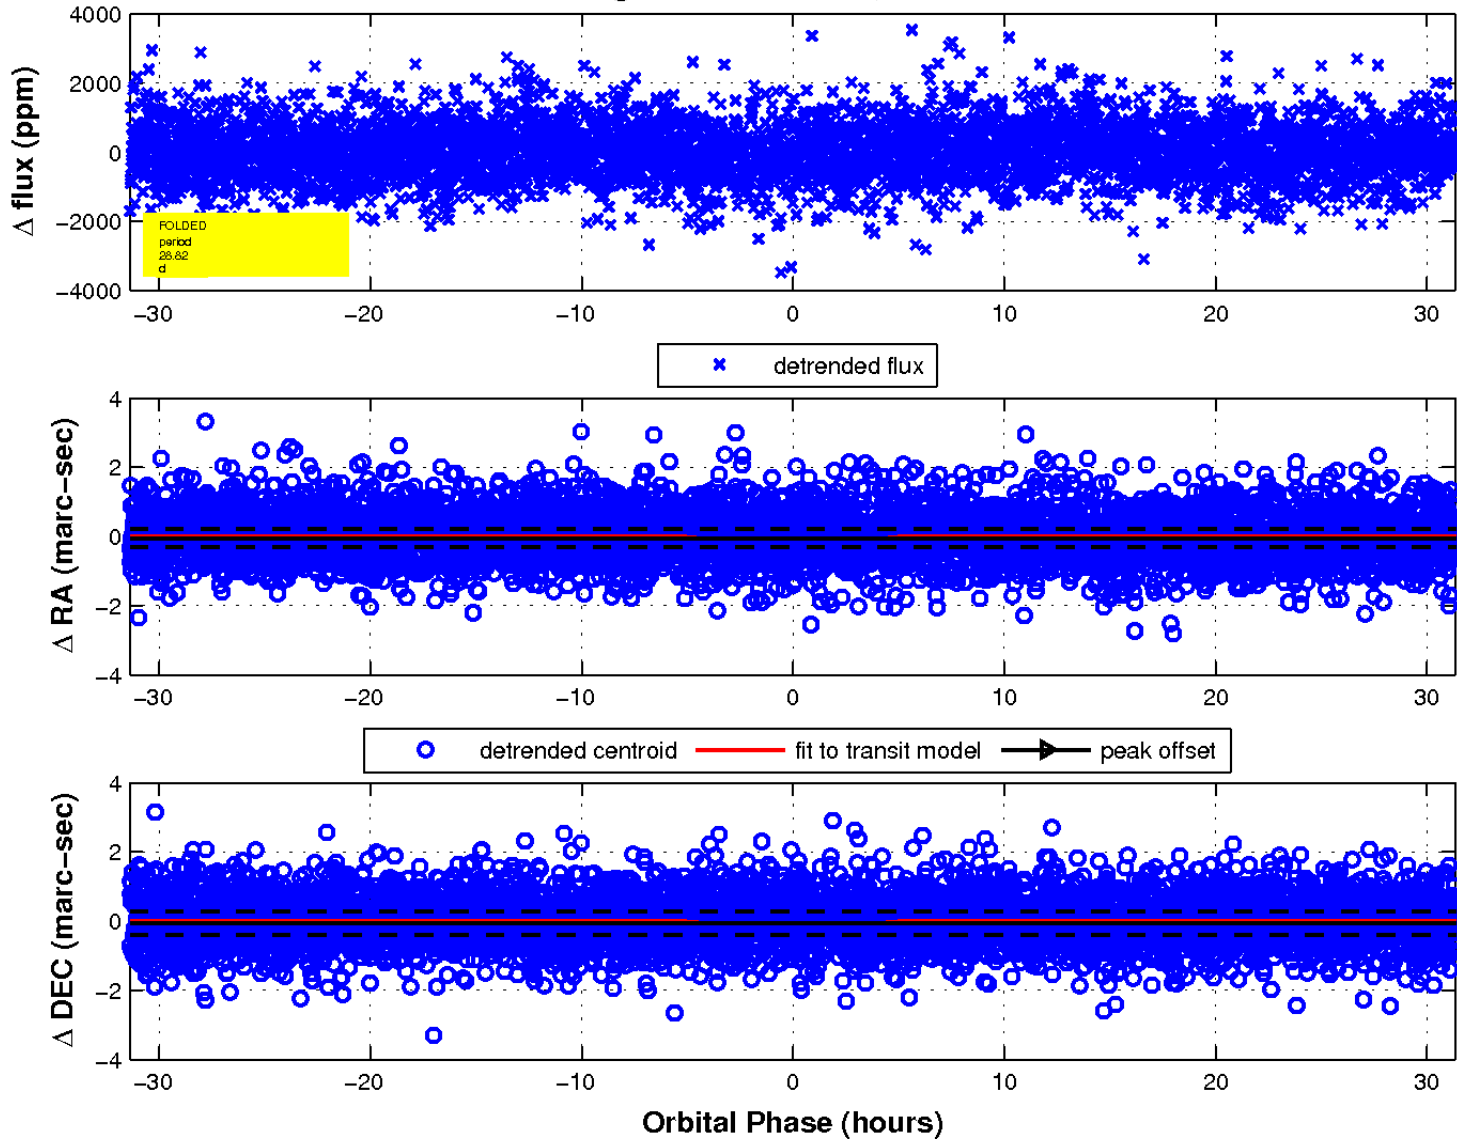 4000
2000
0
−2000
−4000
Δ flux (ppm)
FOLDED
period
28.82
d
−30 −20 −10 0 10 20 30
detrended flux
4
2
0
−2
−4
Δ RA (marc−sec)
−30 −20 −10 0 10 20 30
detrended centroid fit to transit model peak offset
4
2
0
−2
−4
Δ DEC (marc−sec)
−30 −20 −10 0 10 20 30
Orbital Phase (hours)